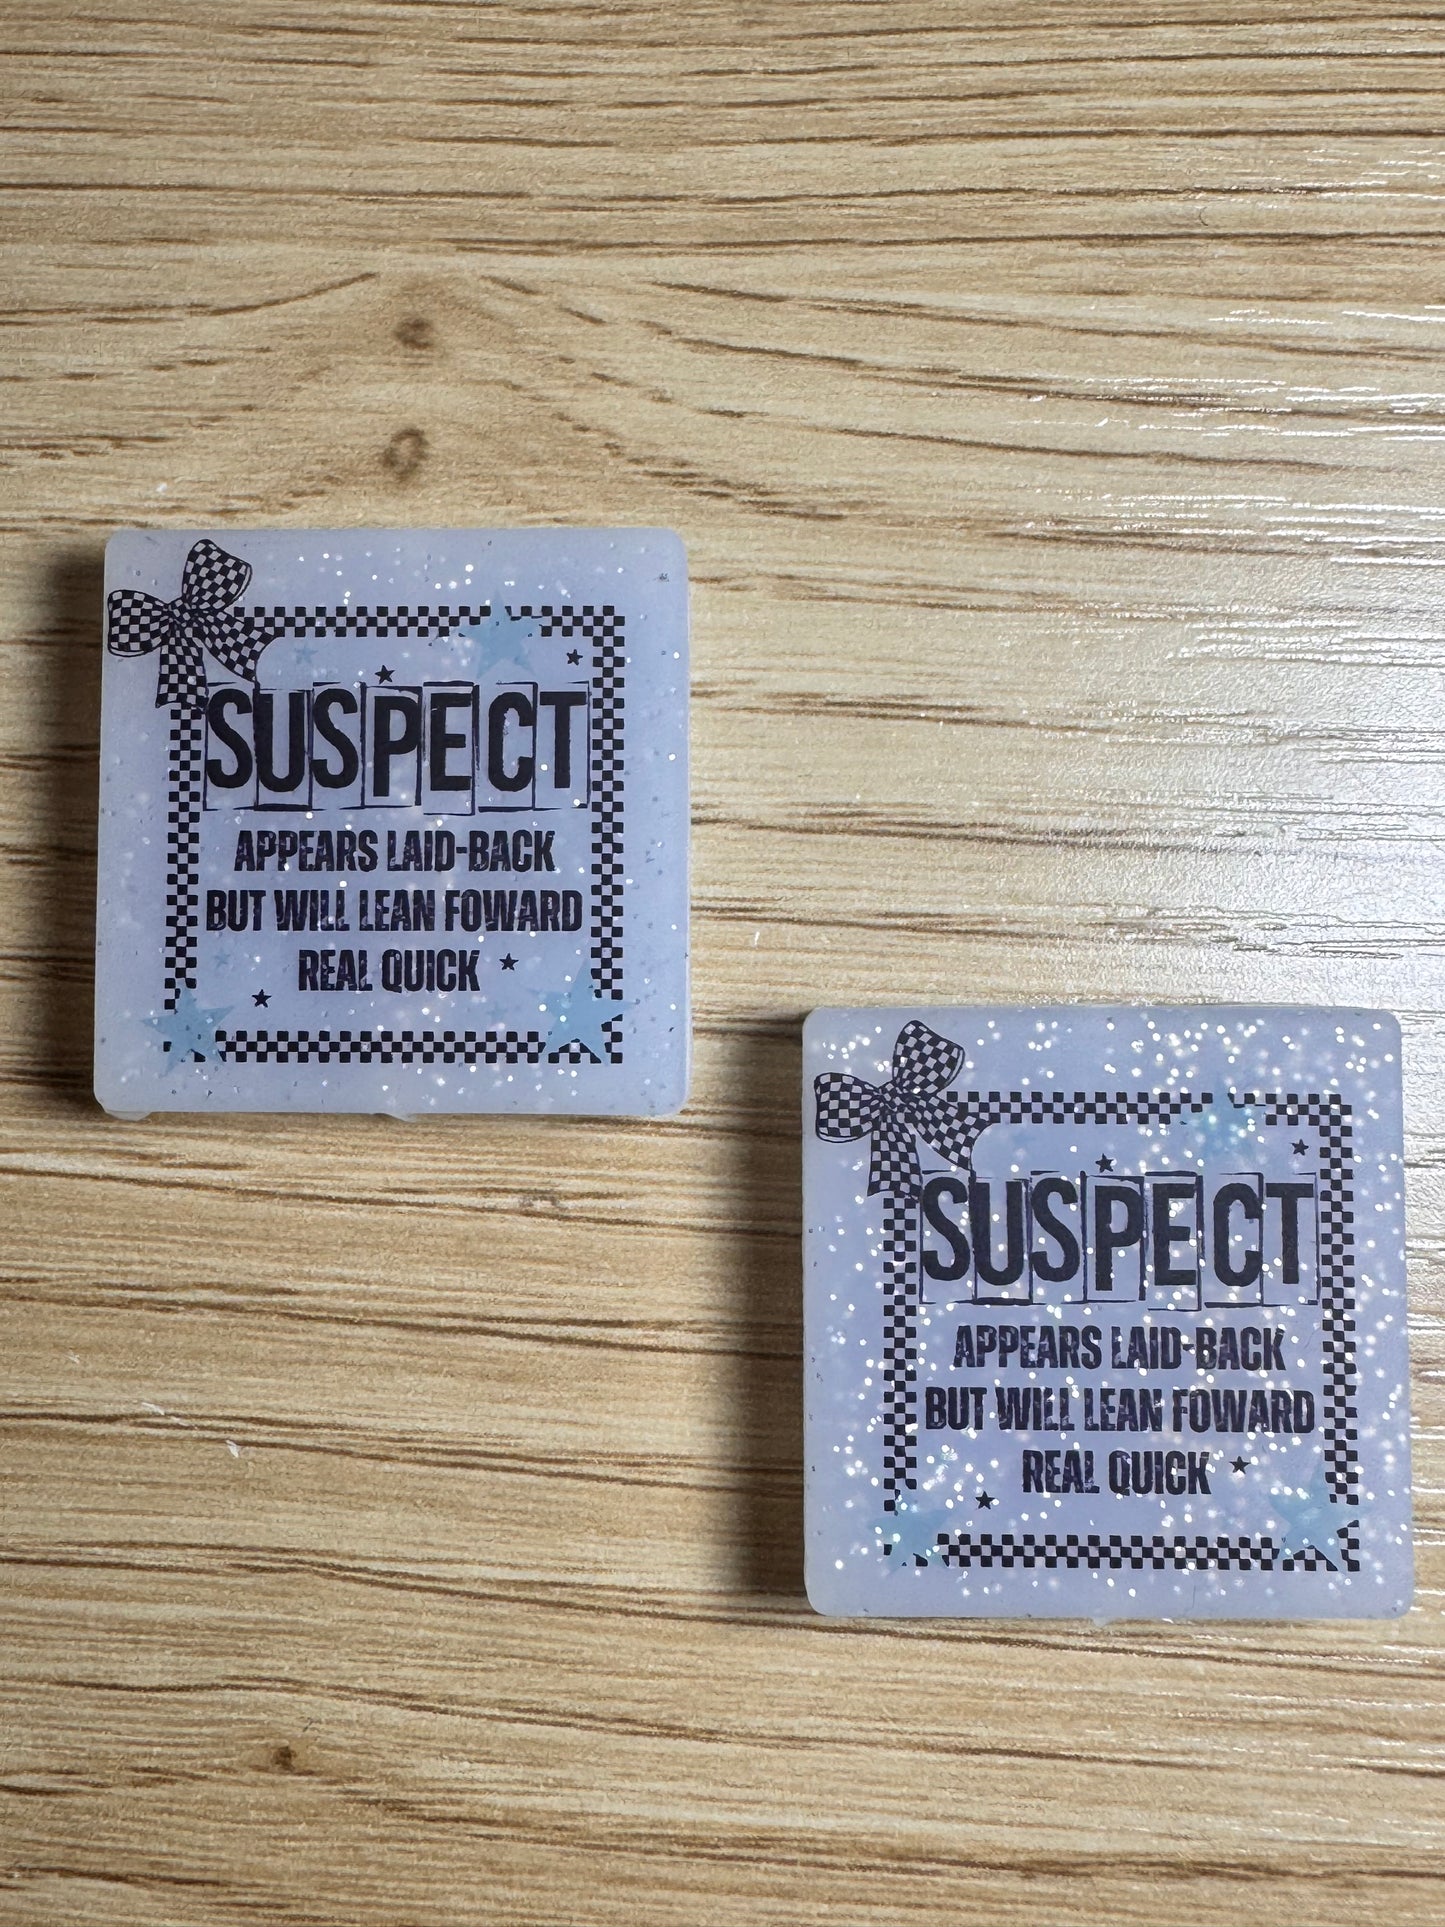 SUSPECT
APPEARS LAID-BACK
BUT WILL LEAN FOWARD
REAL QUICK
SUSPECT
APPEARS LAID-BACK
BUT WILL LEAN FOWARD
REAL QUICK